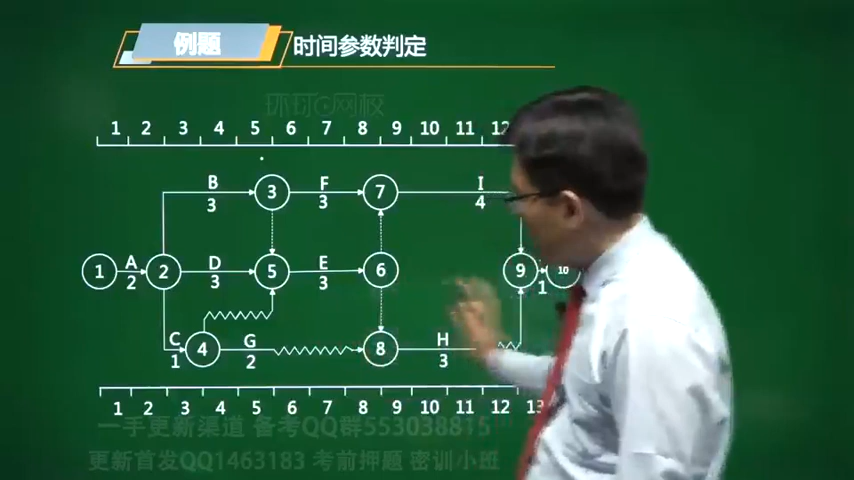 例题 时间参数判定
环球网校
1 2 3 4 5 6 7 8 9 10 11 12
B F I
3 3 7 3 4
A D E
1 2 2 3 5 3 6 9 1 10
C G H
1 4 2 8 3
1 2 3 4 5 6 7 8 9 10 11 12 13
一手更新渠道 备考QQ群553038815
更新首发QQ1463183 考前押题 密训小班